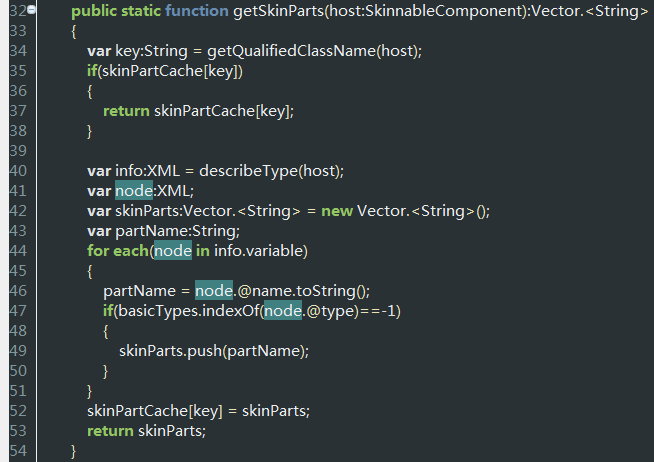 32 public static function getSkinParts(host:SkinnableComponent):Vector.<String>
33 {
34 var key:String = getQualifiedClassName(host);
35 if(skinPartCache[key])
36 {
37 return skinPartCache[key];
38 }
39
40 var info:XML = describeType(host);
41 var node:XML;
42 var skinParts:Vector.<String> = new Vector.<String>();
43 var partName:String;
44 for each(node in info.variable)
45 {
46 partName = node.@name.toString();
47 if(basicTypes.indexOf(node.@type)==-1)
48 {
49 skinParts.push(partName);
50 }
51 }
52 skinPartCache[key] = skinParts;
53 return skinParts;
54 }